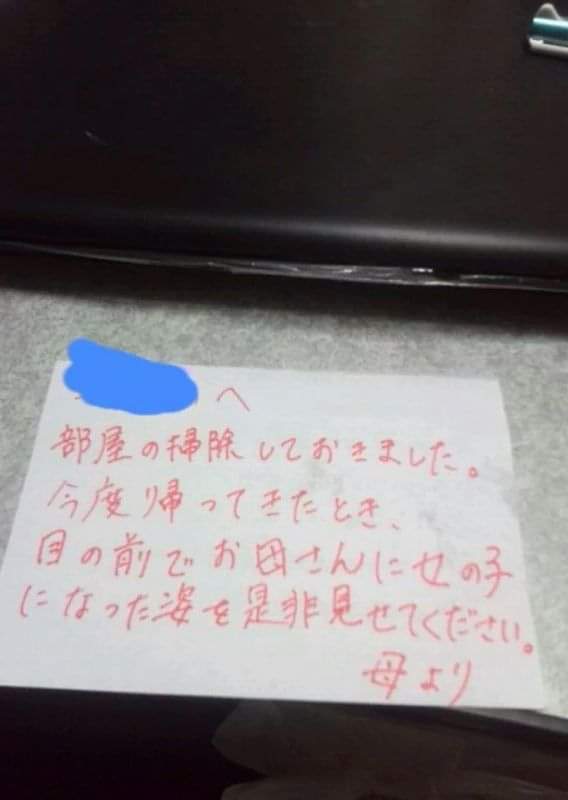 へ
部屋の掃除しておきました。
今度帰ってきたとき、
目の前でお母さんに女の子
になった姿を是非見せてください。
母より